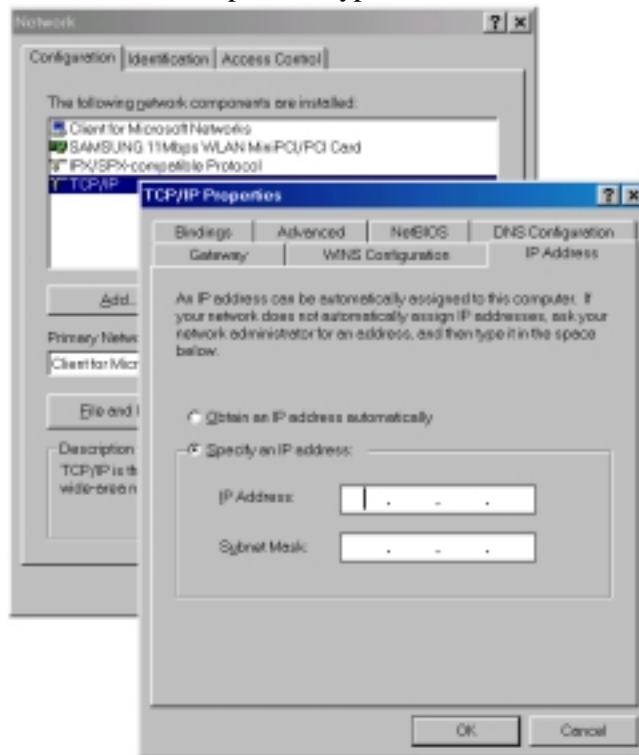 Network
Configuration Identification Access Control
The following network components are installed:
Client for Microsoft Networks
SAMSUNG 11Mbps WLAN MiniPCI/PCI Card
IPX/SPX-compatible Protocol
TCP/IP
TCP/IP Properties
Bindings Advanced NetBIOS DNS Configuration
Gateway WINS Configuration IP Address
An IP address can be automatically assigned to this computer. If
your network does not automatically assign IP addresses, ask your
network administrator for an address, and then type it in the space
below.
Add..
Primary Netw
Client for Micr
File and
Description
TCP/IP is th
wide-area n
Obtain an IP address automatically
Specify an IP address:
IP Address:
Subnet Mask:
OK Cancel